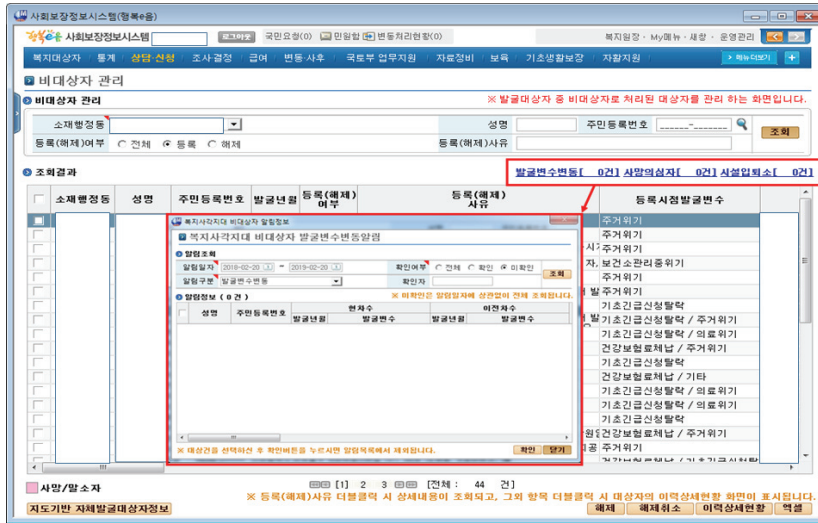 사회보장정보시스템(행복e음)
행복e음 사회보장정보시스템 로그아웃 국민요청(0) 민원함 변동처리현황(0) 복지원장 · My메뉴 · 새창 · 운영관리
복지대상자 통계 상담·신청 조사·결정 급여 변동·사후 국토부 업무지원 자료정비 보육 기초생활보장 자활지원 > 메뉴더보기 +
비대상자 관리
비대상자 관리 ※ 발굴대상자 중 비대상자로 처리된 대상자를 관리 하는 화면입니다.
소재행정동 성명 주민등록번호 ______-_______ 조회
등록(해제)여부 전체 등록 해제 등록(해제)사유
조회결과 발굴변수변동[ 0건] 사망의심자[ 0건] 시설입퇴소[ 0건]
소재행정동 성명 주민등록번호 발굴년월 등록(해제)여부 등록(해제)사유 등록시점발굴변수
주거위기
주거위기
보건소관리중위기
주거위기
주거위기
기초긴급신청탈락
기초긴급신청탈락 / 주거위기
기초긴급신청탈락 / 의료위기
건강보험료체납 / 주거위기
기초긴급신청탈락
건강보험료체납 / 기타
기초긴급신청탈락 / 의료위기
기초긴급신청탈락 / 의료위기
기초긴급신청탈락
건강보험료체납 / 주거위기
주거위기
복지사각지대 비대상자 알림정보
복지사각지대 비대상자 발굴변수변동알림
알림조회
알림일자 2018-02-20 ~ 2019-02-20 확인여부 전체 확인 미확인 조회
알림구분 발굴변수변동 확인자
알림정보 ( 0 건 ) ※ 미확인은 알림일자에 상관없이 전체 조회됩니다.
성명 주민등록번호 현차수 이전차수
발굴년월 발굴변수 발굴년월 발굴변수
※ 대상건을 선택하신 후 확인버튼을 누르시면 알림목록에서 제외됩니다. 확인 닫기
사망/말소자 [1] 2 3 [전체 : 44 건]
※ 등록(해제)사유 더블클릭 시 상세내용이 조회되고, 그외 항목 더블클릭 시 대상자의 이력상세현황 화면이 표시됩니다.
지도기반 자체발굴대상자정보 해제 해제취소 이력상세현황 엑셀